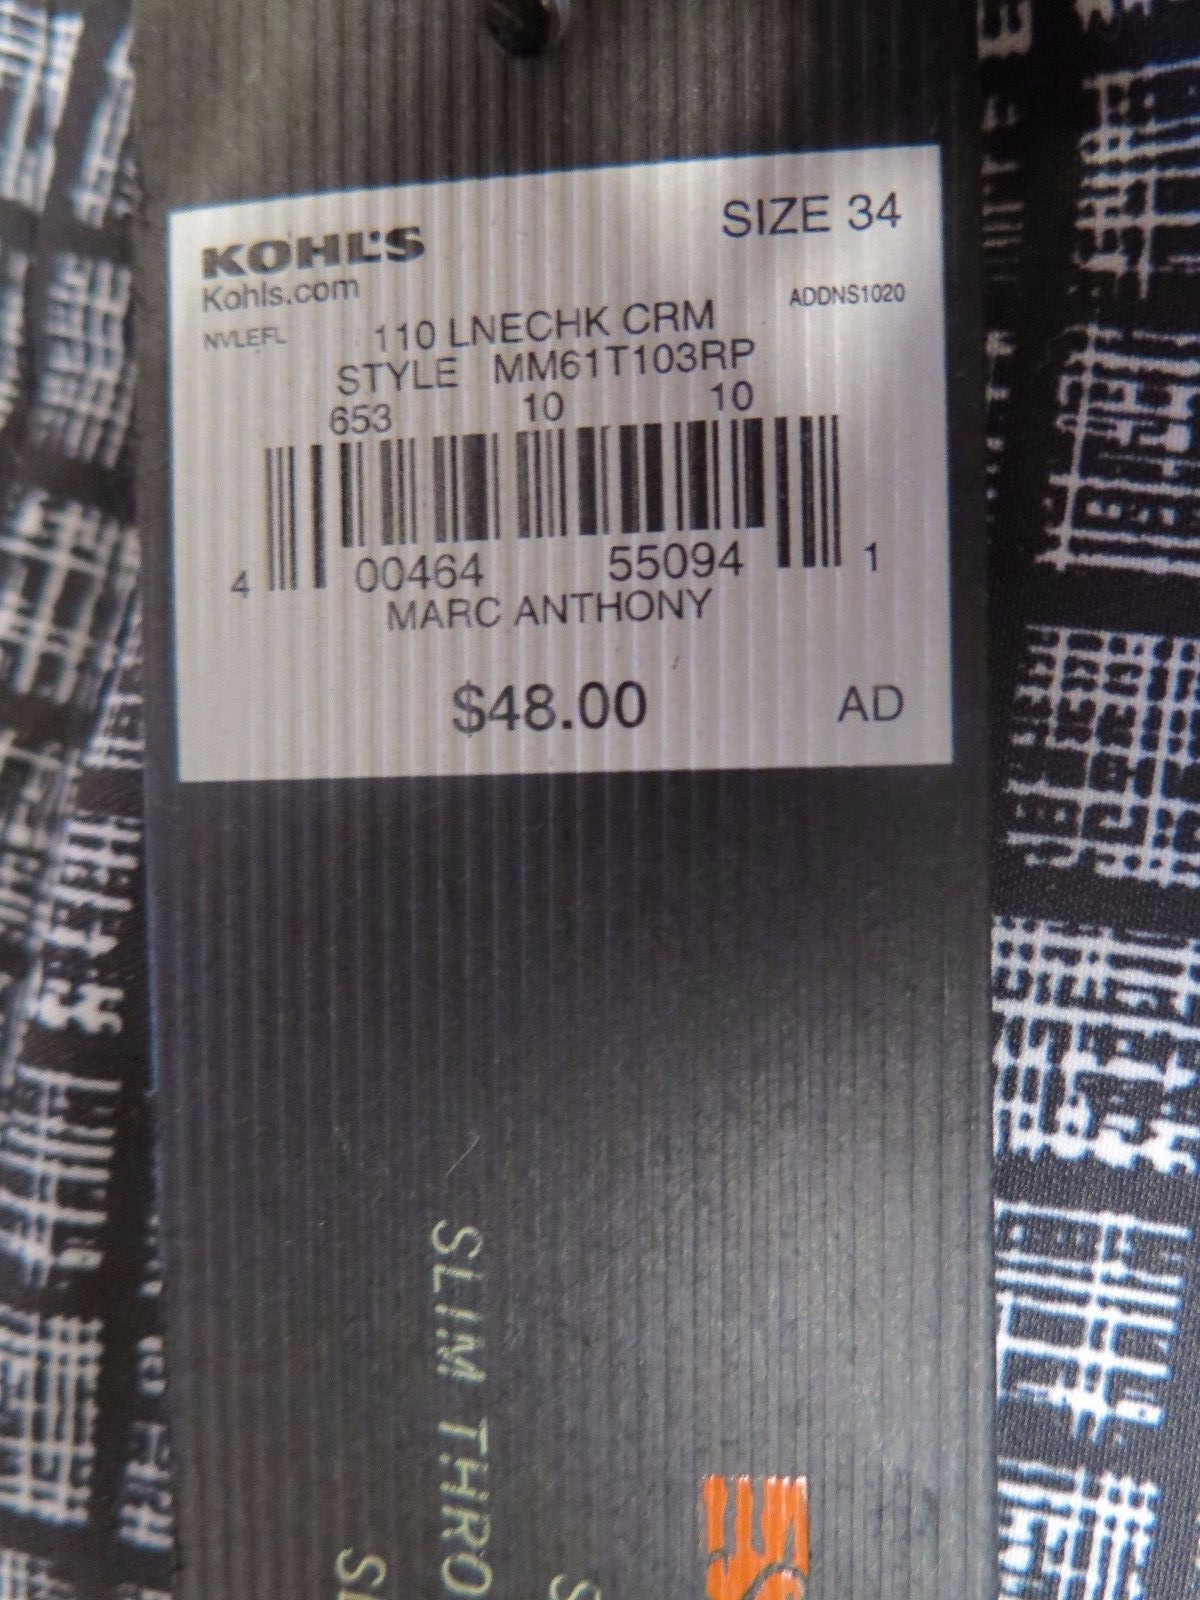 KOHL'S
SIZE 34
Kohls.com
ADDNS1020
NVLEFL
110 LNECHK CRM
STYLE MM61T103RP
653 10 10
4 00464 55094 1
MARC ANTHONY
$48.00 AD
SLIM THRO